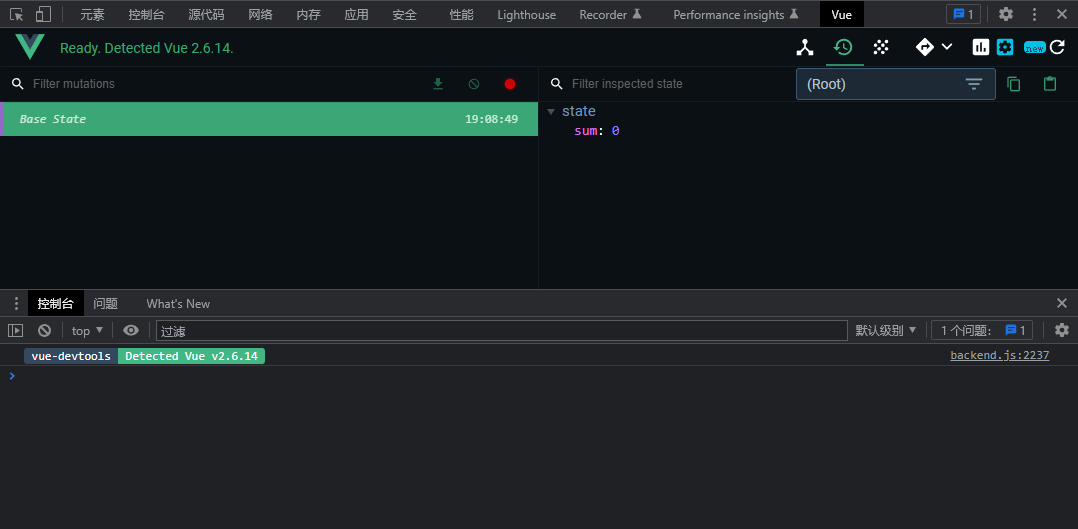 元素 控制台 源代码 网络 内存 应用 安全 性能 Lighthouse Recorder Performance insights Vue 1
Ready. Detected Vue 2.6.14.
new
Filter mutations
Filter inspected state
(Root)
Base State 19:08:49
state
sum: 0
控制台 问题 What's New
top 过滤 默认级别 1 个问题: 1
vue-devtools Detected Vue v2.6.14 backend.js:2237